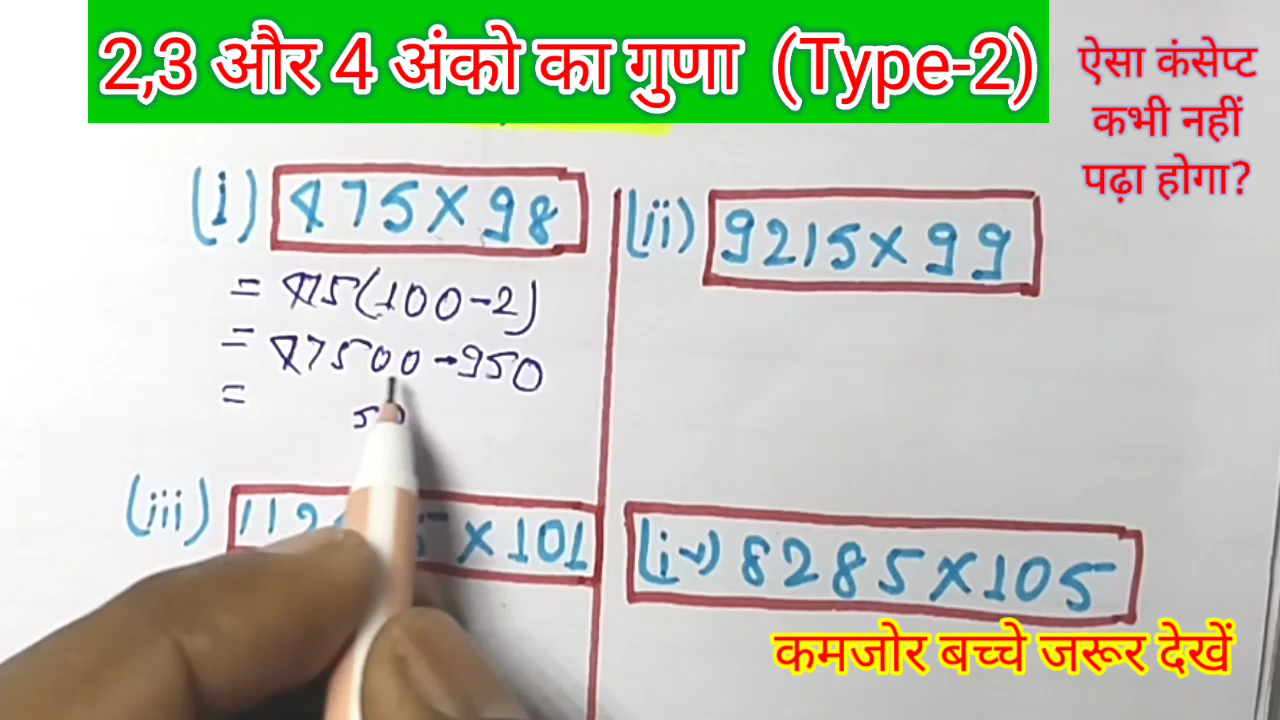 2,3 और 4 अंको का गुणा (Type-2)
ऐसा कंसेप्ट
कभी नहीं
पढ़ा होगा?
(i) 475×98
= 475(100-2)
= 47500-950
= 50
(ii) 9215×99
(iii) ×101
(iv) 8285×105
कमजोर बच्चे जरूर देखें